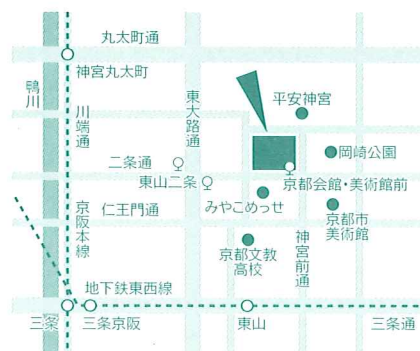 丸太町通
神宮丸太町
鴨川
川端通
東大路通
平安神宮
岡崎公園
二条通
東山二条
京都会館・美術館前
みやこめっせ
仁王門通
京阪本線
京都市
美術館
京都文教
高校
神宮前通
地下鉄東西線
三条
三条京阪
東山
三条通